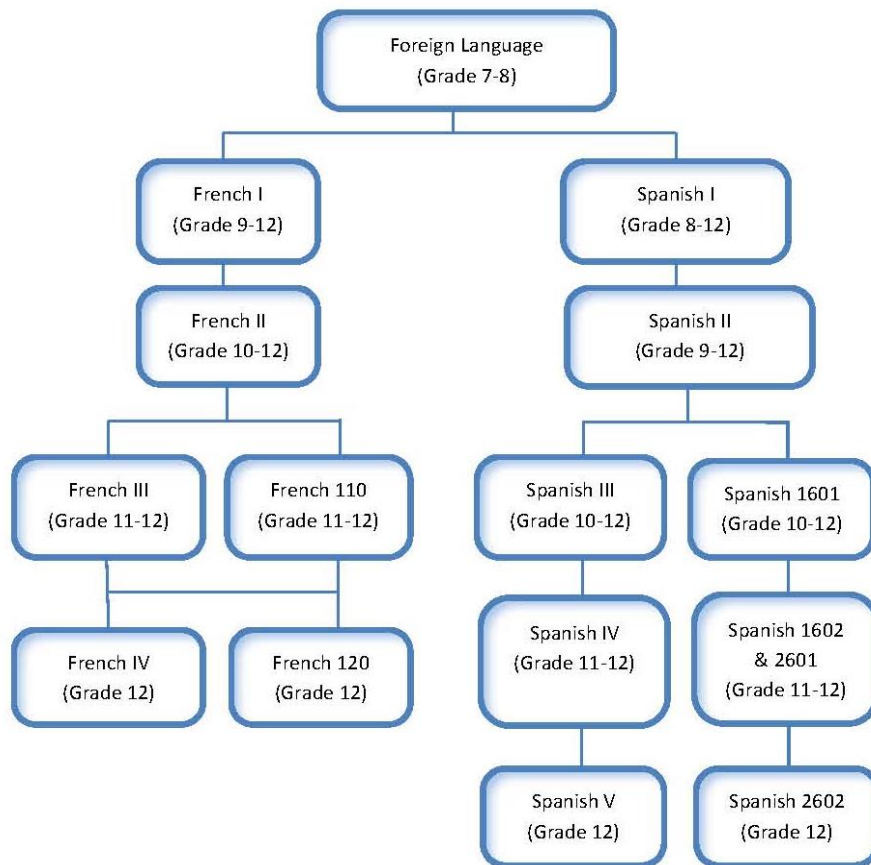 Foreign Language
(Grade 7-8)
French I
(Grade 9-12)
Spanish I
(Grade 8-12)
French II
(Grade 10-12)
Spanish II
(Grade 9-12)
French III
(Grade 11-12)
French 110
(Grade 11-12)
Spanish III
(Grade 10-12)
Spanish 1601
(Grade 10-12)
French IV
(Grade 12)
French 120
(Grade 12)
Spanish IV
(Grade 11-12)
Spanish 1602
& 2601
(Grade 11-12)
Spanish V
(Grade 12)
Spanish 2602
(Grade 12)